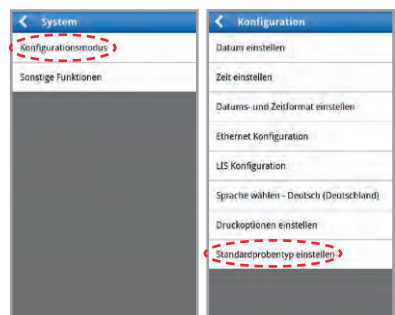 System
Konfigurationsmodus
Sonstige Funktionen
Konfiguration
Datum einstellen
Zeit einstellen
Datums- und Zeitformat einstellen
Ethernet Konfiguration
LIS Konfiguration
Sprache wählen - Deutsch (Deutschland)
Druckoptionen einstellen
Standardprobentyp einstellen